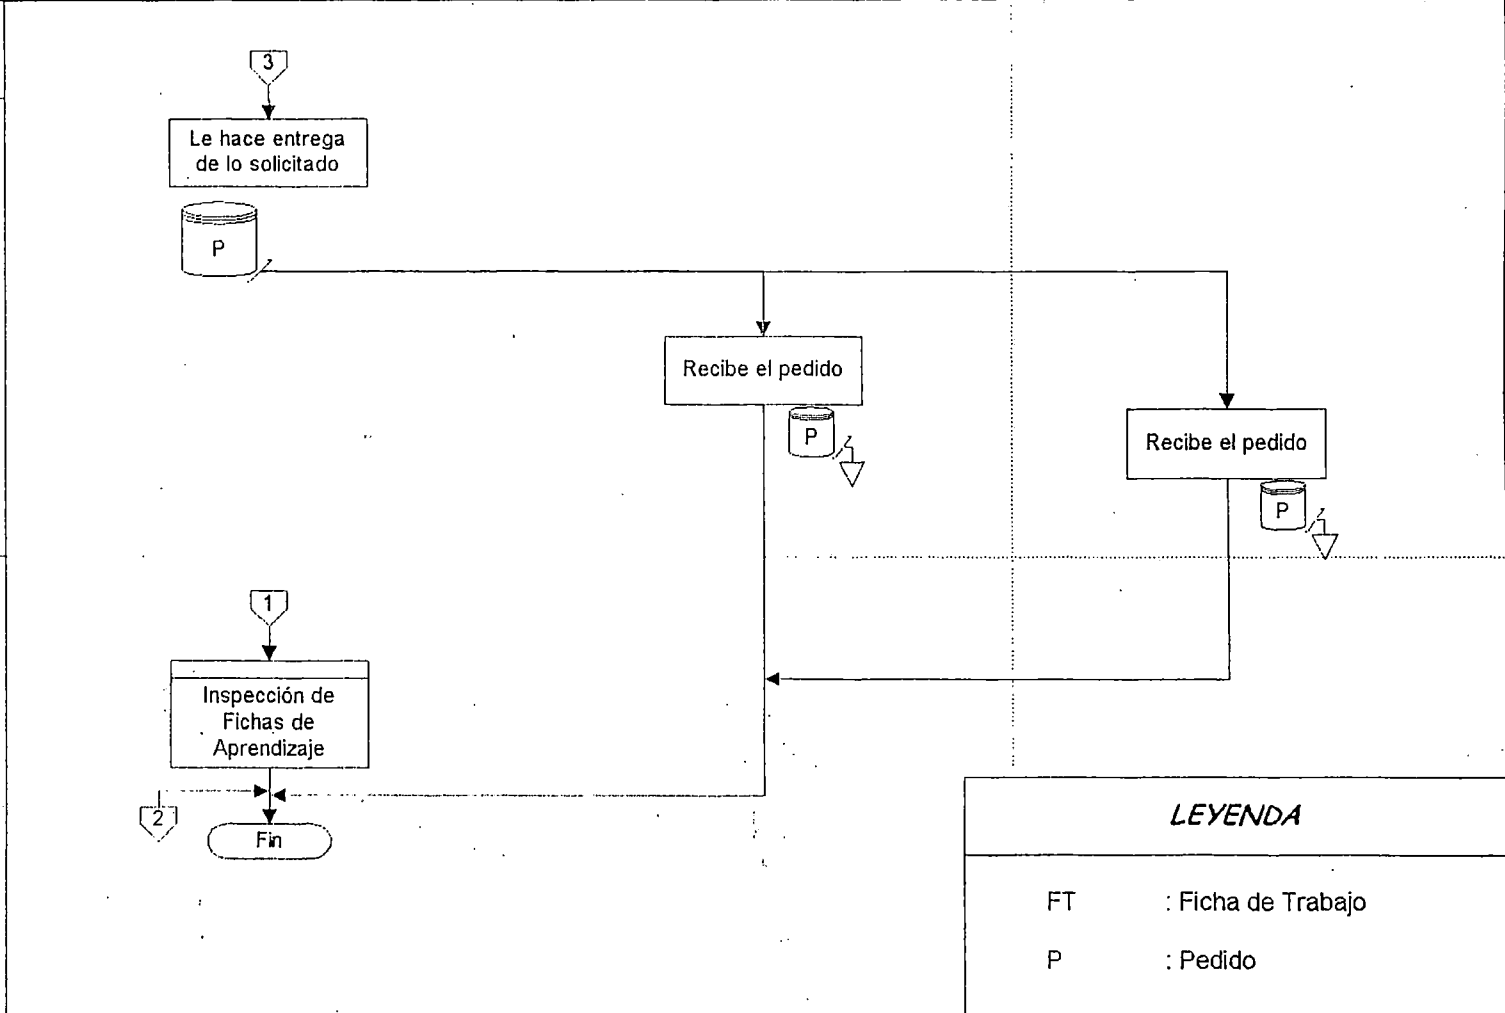 3
Le hace entrega
de lo solicitado
P
Recibe el pedido
P
Recibe el pedido
P
1
Inspección de
Fichas de
Aprendizaje
2
Fin
LEYENDA
FT : Ficha de Trabajo
P : Pedido